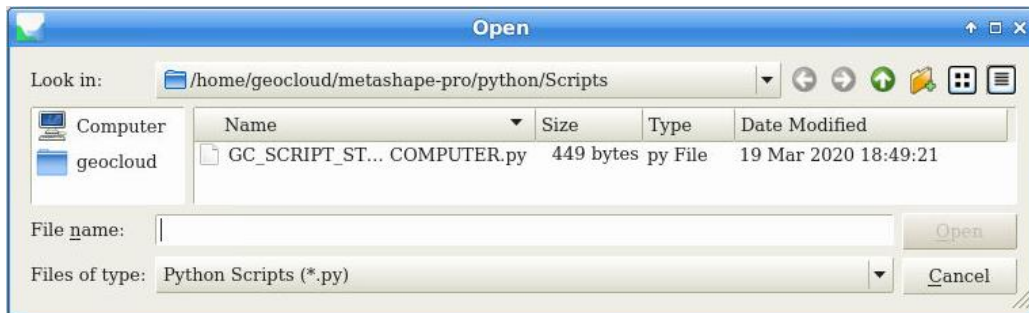 Open
Look in: /home/geocloud/metashape-pro/python/Scripts
Computer
geocloud
Name Size Type Date Modified
GC_SCRIPT_ST... COMPUTER.py 449 bytes py File 19 Mar 2020 18:49:21
File name: Open
Files of type: Python Scripts (*.py) Cancel